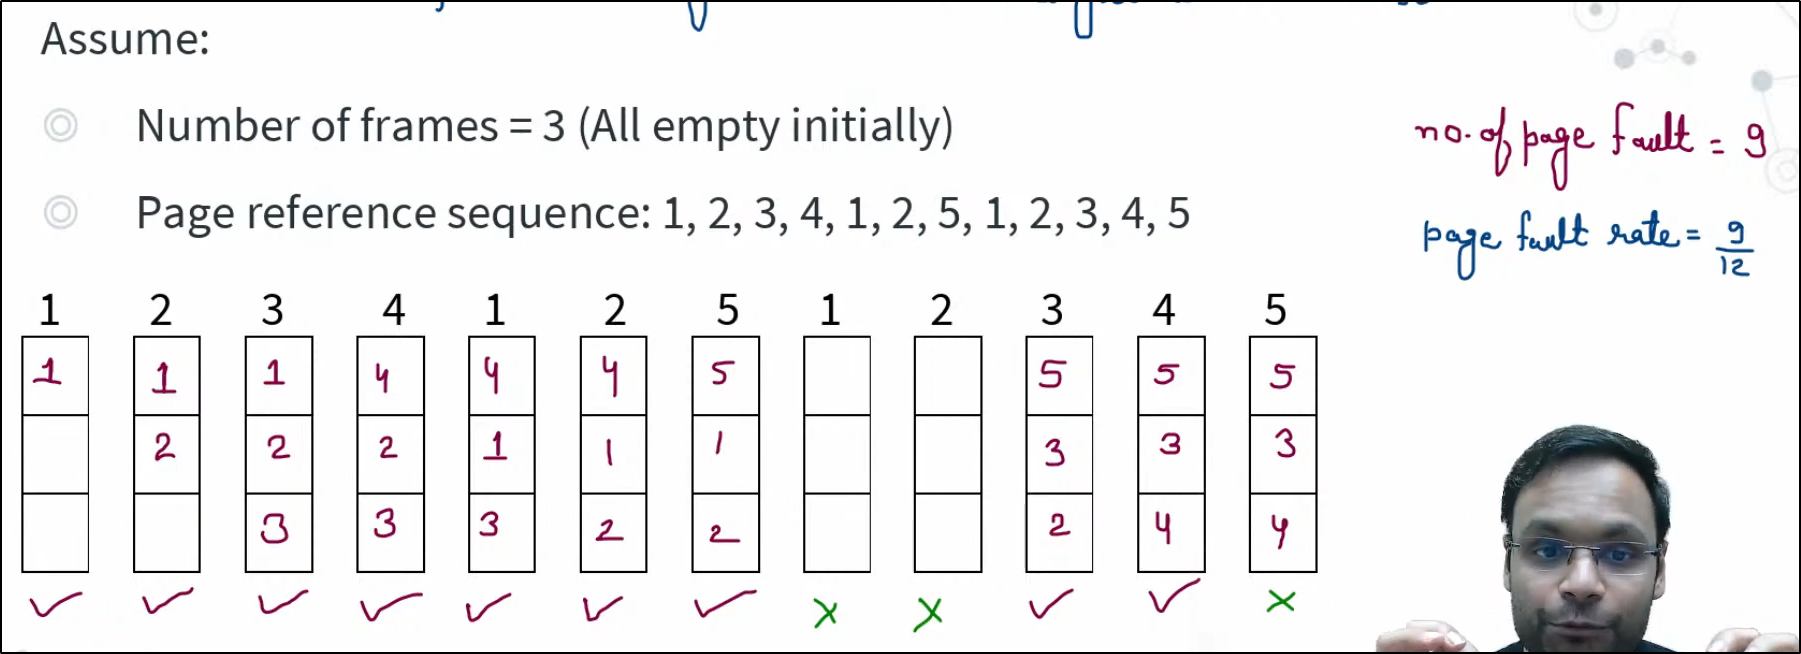 Assume:
Number of frames = 3 (All empty initially)
no. of page fault = 9
Page reference sequence: 1, 2, 3, 4, 1, 2, 5, 1, 2, 3, 4, 5
page fault rate = 9/12
1 2 3 4 1 2 5 1 2 3 4 5
1 1 1 4 4 4 5 5 5 5
2 2 2 1 1 1 3 3 3
3 3 3 2 2 2 4 4
✓ ✓ ✓ ✓ ✓ ✓ ✓ x x ✓ ✓ x